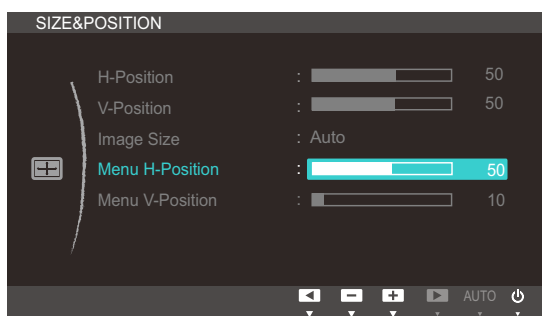 SIZE&POSITION
H-Position : 50
V-Position : 50
Image Size : Auto
Menu H-Position : 50
Menu V-Position : 10
AUTO